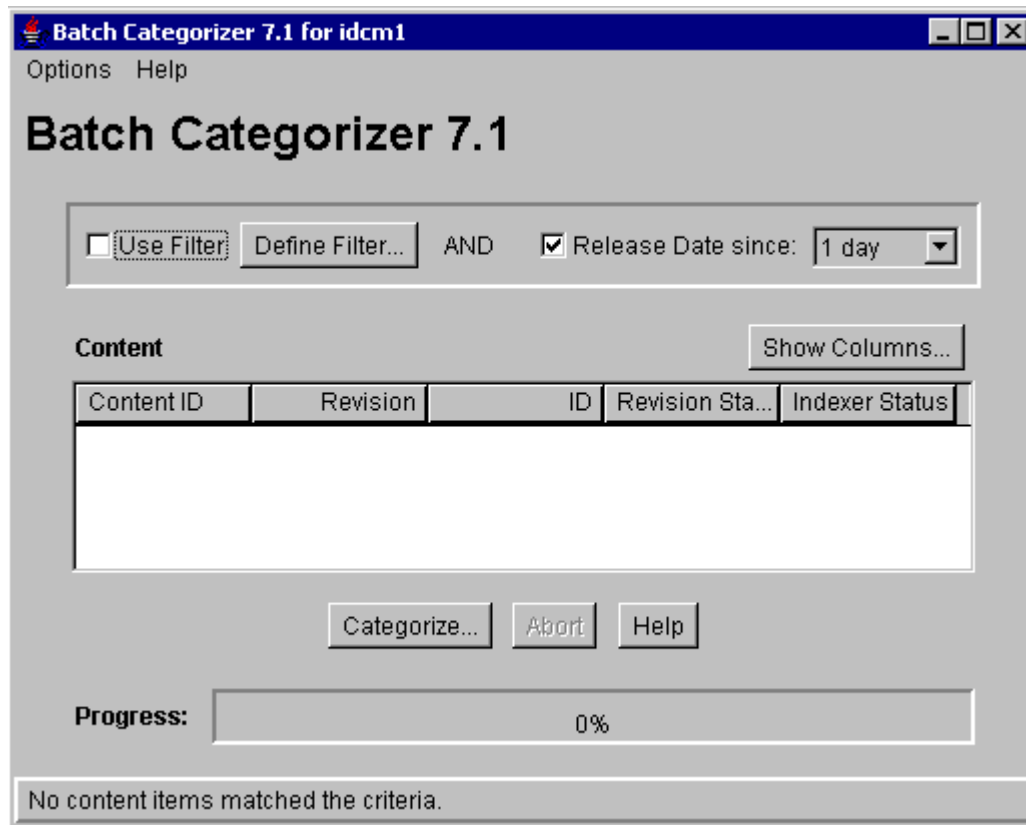 Batch Categorizer 7.1 for idcm1
Options Help
Batch Categorizer 7.1
Use Filter Define Filter... AND Release Date since: 1 day
Content Show Columns...
Content ID Revision ID Revision Sta... Indexer Status
Categorize... Abort Help
Progress: 0%
No content items matched the criteria.